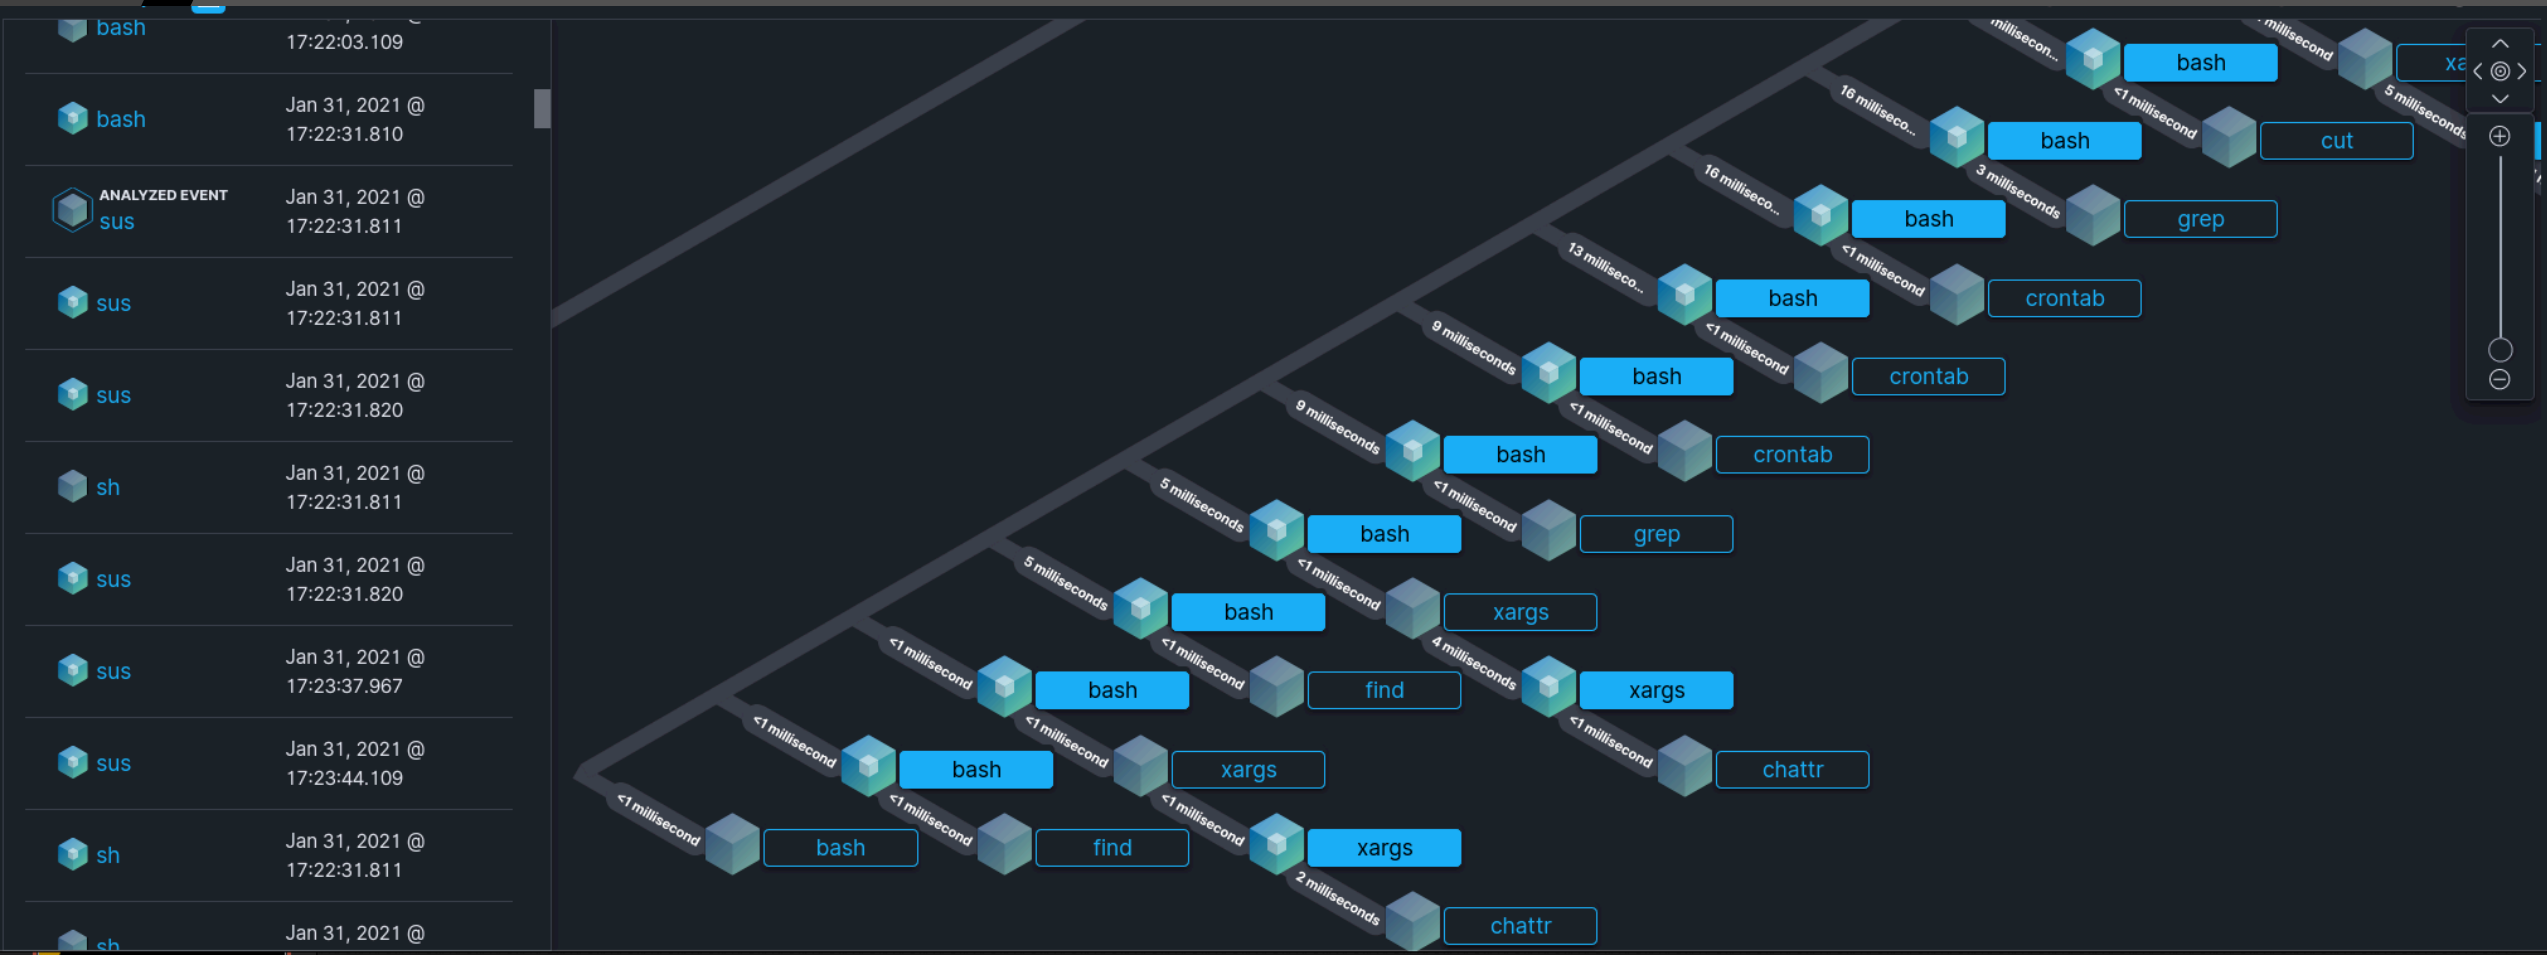 bash
17:22:03.109
bash
Jan 31, 2021 @
17:22:31.810
ANALYZED EVENT
sus
Jan 31, 2021 @
17:22:31.811
sus
Jan 31, 2021 @
17:22:31.811
sus
Jan 31, 2021 @
17:22:31.820
sh
Jan 31, 2021 @
17:22:31.811
sus
Jan 31, 2021 @
17:22:31.820
sus
Jan 31, 2021 @
17:23:37.967
sus
Jan 31, 2021 @
17:23:44.109
sh
Jan 31, 2021 @
17:22:31.811
sh
Jan 31, 2021 @
millisecon...
bash
millisecond
xa
<1 millisecond
cut
5 milliseconds
16 milliseco...
bash
3 milliseconds
grep
16 milliseco...
bash
<1 millisecond
crontab
13 milliseco...
bash
<1 millisecond
crontab
9 milliseconds
bash
<1 millisecond
crontab
9 milliseconds
bash
<1 millisecond
grep
5 milliseconds
bash
<1 millisecond
xargs
4 milliseconds
xargs
<1 millisecond
chattr
5 milliseconds
bash
<1 millisecond
find
<1 millisecond
bash
<1 millisecond
xargs
<1 millisecond
xargs
2 milliseconds
chattr
<1 millisecond
bash
<1 millisecond
find
<1 millisecond
bash